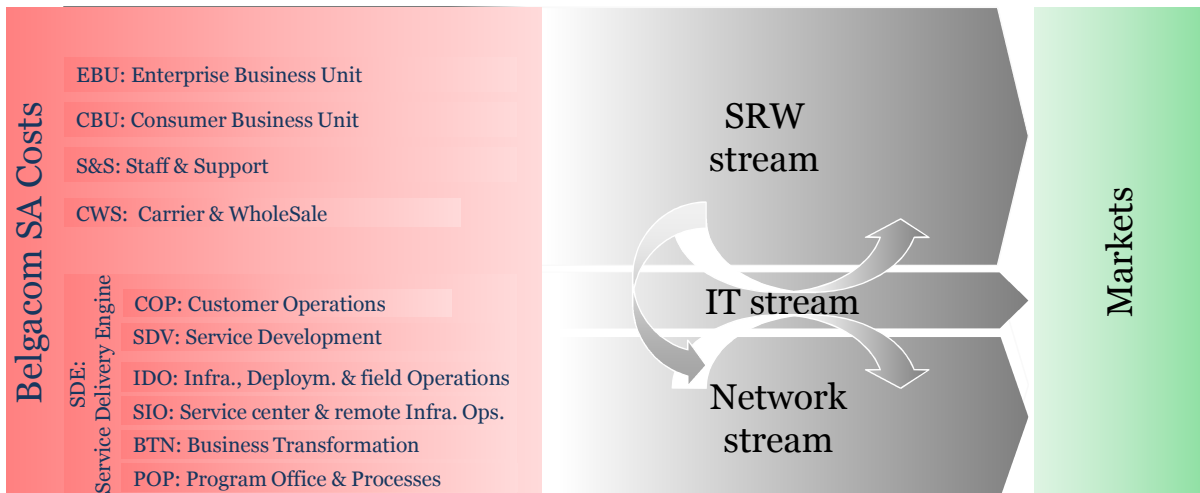 Belgacom SA Costs
EBU: Enterprise Business Unit
CBU: Consumer Business Unit
S&S: Staff & Support
CWS:  Carrier & WholeSale
SDE:
Service Delivery Engine
COP: Customer Operations
SDV: Service Development
IDO: Infra., Deploym. & field Operations
SIO: Service center & remote Infra. Ops.
BTN: Business Transformation
POP: Program Office & Processes
SRW
stream
IT stream
Network
stream
Markets